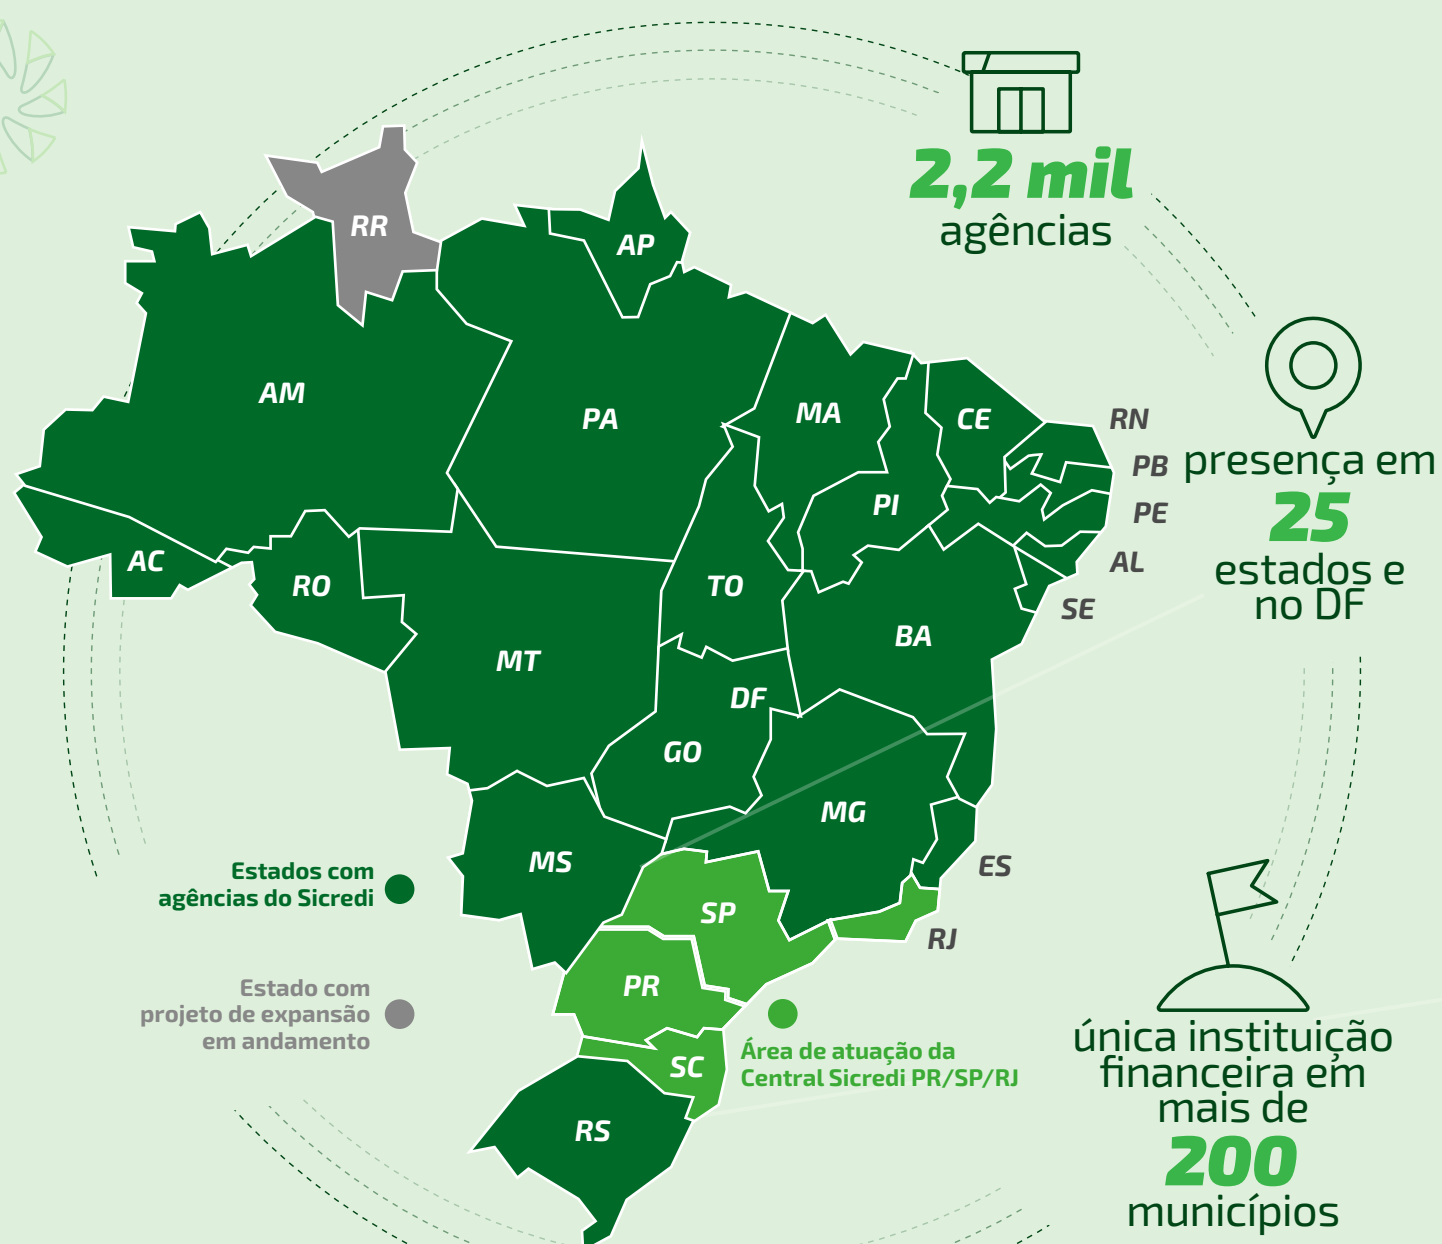 2,2 mil
agências
RR
AP
AM
PA
MA
CE
RN
PB
PI
PE
AC
RO
TO
AL
SE
BA
MT
DF
GO
MG
MS
ES
SP
RJ
PR
SC
RS
presença em
25
estados e
no DF
Estados com
agências do Sicredi
Estado com
projeto de expansão
em andamento
Área de atuação da
Central Sicredi PR/SP/RJ
única instituição
financeira em
mais de
200
municípios